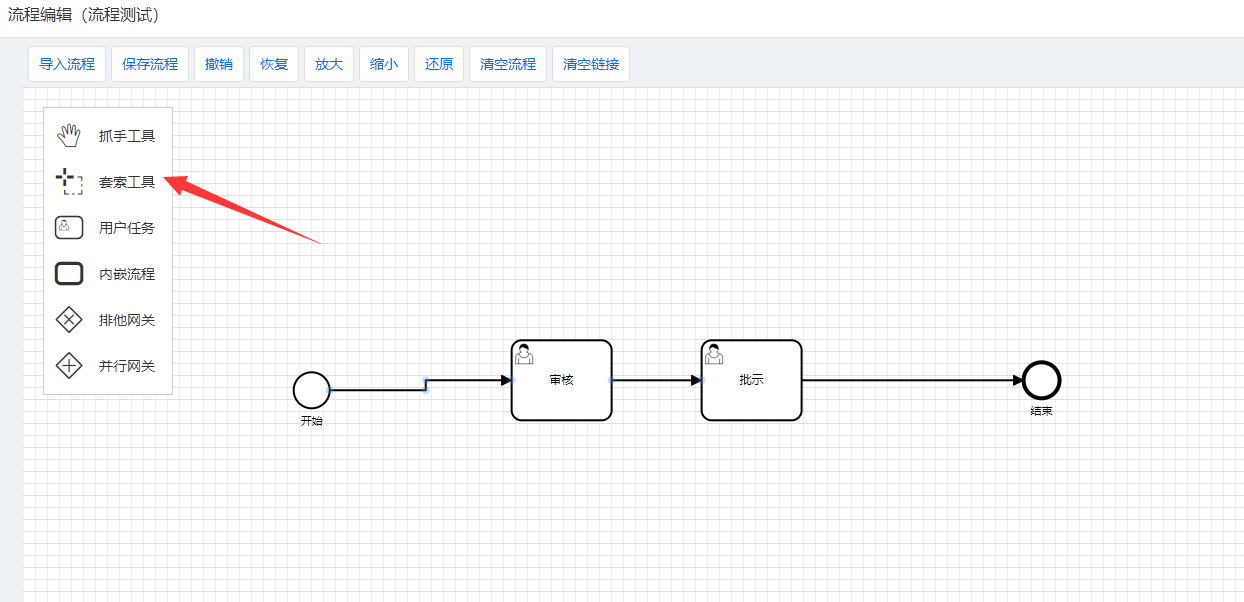 流程编辑（流程测试）
导入流程 保存流程 撤销 恢复 放大 缩小 还原 清空流程 清空链接
抓手工具
套索工具
用户任务
内嵌流程
排他网关
并行网关
审核 批示
开始 结束